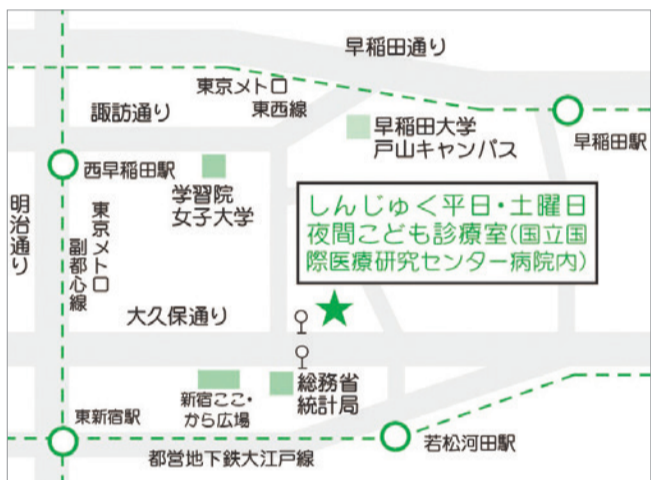 早稲田通り
東京メトロ
東西線
諏訪通り
早稲田大学
戸山キャンパス
早稲田駅
西早稲田駅
学習院
女子大学
明治通り
東京メトロ
副都心線
しんじゅく平日・土曜日
夜間こども診療室(国立国
際医療研究センター病院内)
大久保通り
新宿ここ・
から広場
総務省
統計局
東新宿駅
若松河田駅
都営地下鉄大江戸線